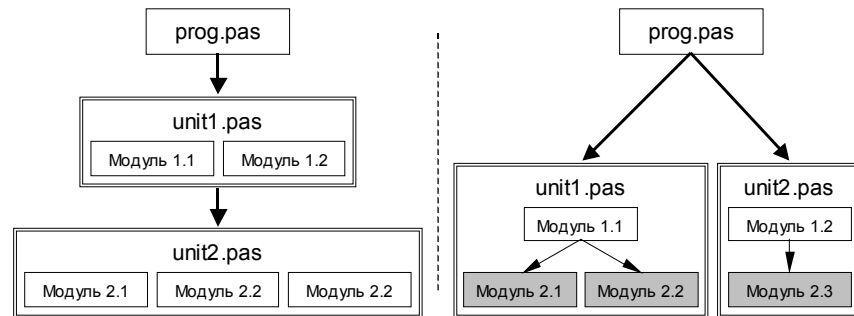 prog.pas
unit1.pas
Модуль 1.1 Модуль 1.2
unit2.pas
Модуль 2.1 Модуль 2.2 Модуль 2.2
prog.pas
unit1.pas
Модуль 1.1
Модуль 2.1 Модуль 2.2
unit2.pas
Модуль 1.2
Модуль 2.3